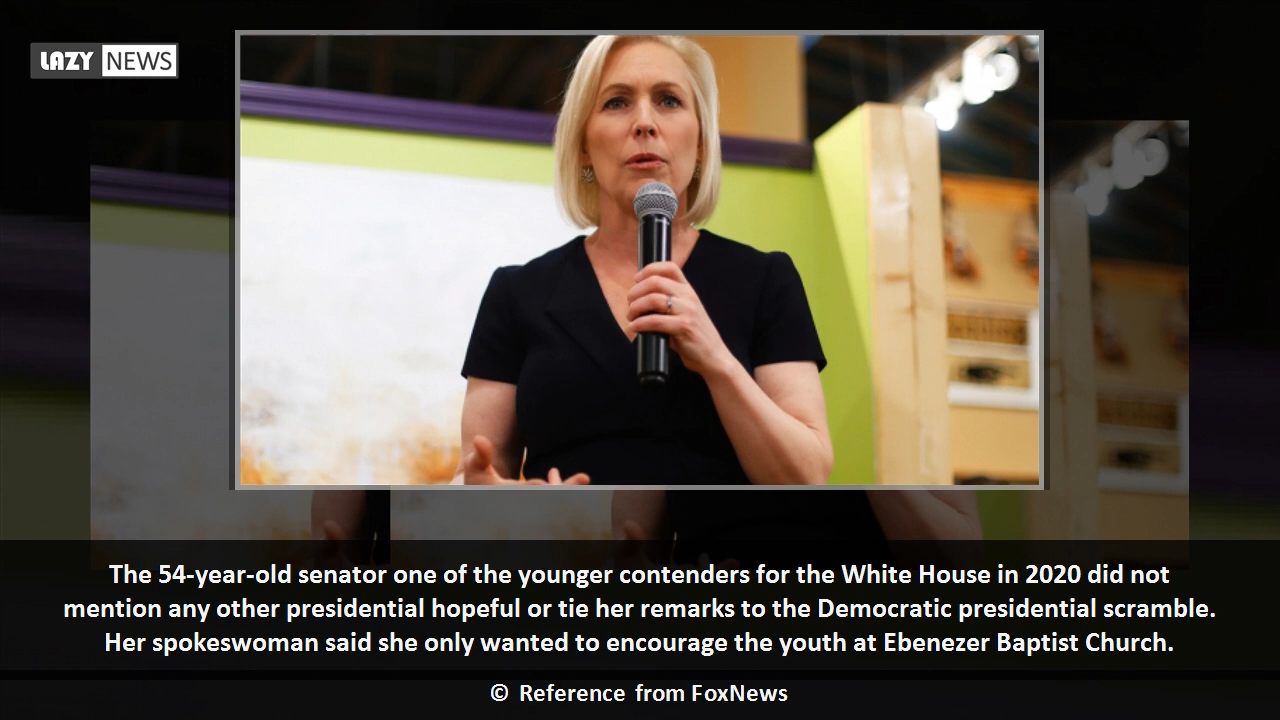 LAZY NEWS
The 54-year-old senator one of the younger contenders for the White House in 2020 did not
mention any other presidential hopeful or tie her remarks to the Democratic presidential scramble.
Her spokeswoman said she only wanted to encourage the youth at Ebenezer Baptist Church.
© Reference from FoxNews